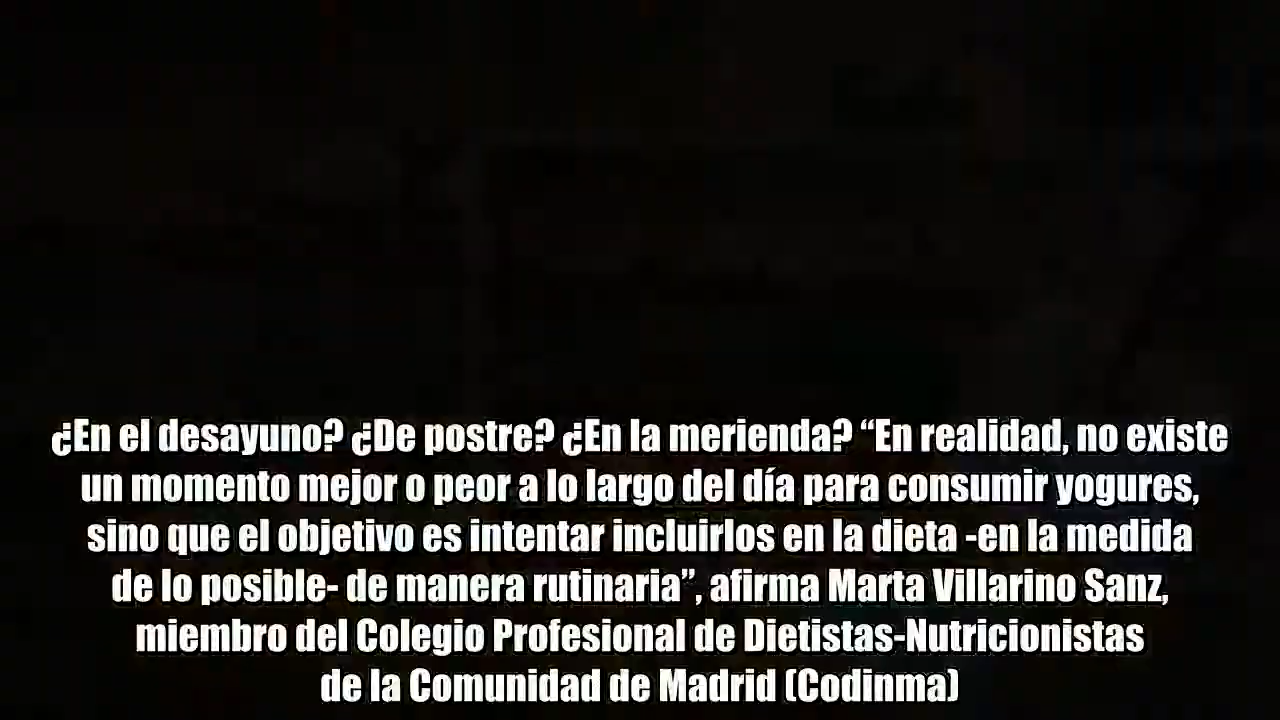 ¿En el desayuno? ¿De postre? ¿En la merienda? “En realidad, no existe
un momento mejor o peor a lo largo del día para consumir yogures,
sino que el objetivo es intentar incluirlos en la dieta -en la medida
de lo posible- de manera rutinaria”, afirma Marta Villarino Sanz,
miembro del Colegio Profesional de Dietistas-Nutricionistas
de la Comunidad de Madrid (Codinma)